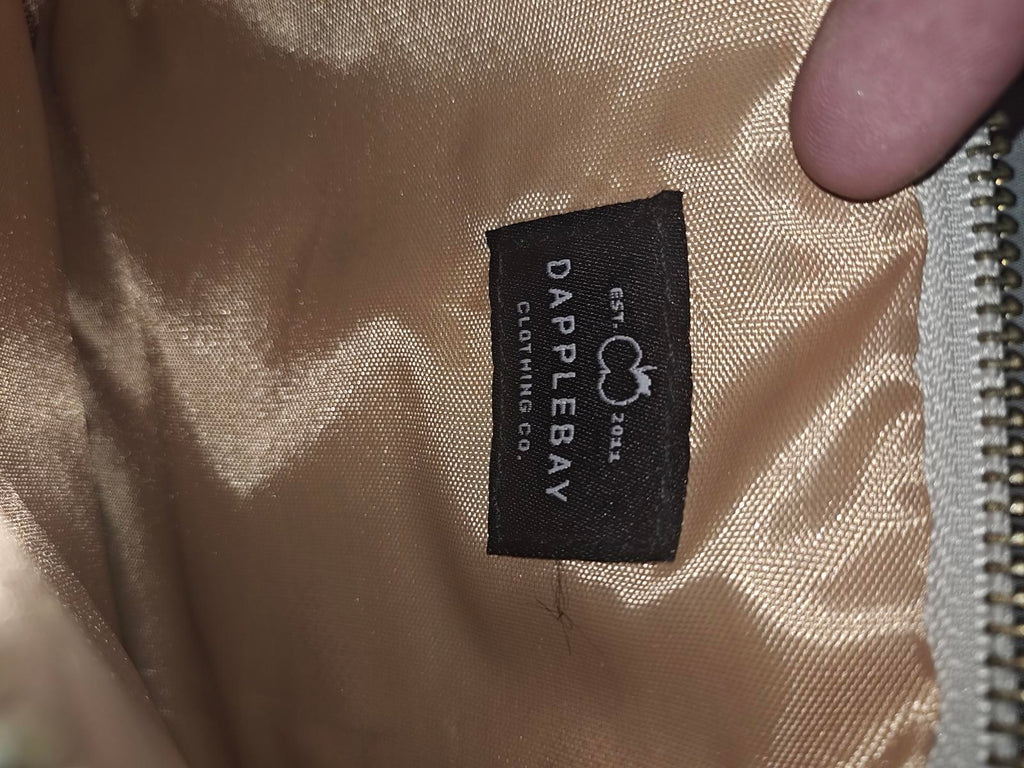 EST. 2011
DAPPLEBAY
CLOTHING CO.